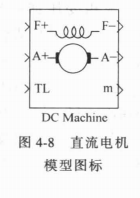 F+ F-
A+ A-
TL m
DC Machine
图 4-8 直流电机
模型图标